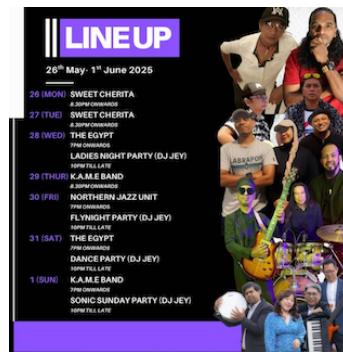 LINE UP
26th May- 1st June 2025
26 (MON) SWEET CHERITA
8.30PM ONWARDS
27 (TUE) SWEET CHERITA
8.30PM ONWARDS
28 (WED) THE EGYPT
7PM ONWARDS
LADIES NIGHT PARTY (DJ JEY)
10PM TILL LATE
29 (THUR) K.A.M.E BAND
7.30PM ONWARDS
30 (FRI) NORTHERN JAZZ UNIT
7PM ONWARDS
FLYNIGHT PARTY (DJ JEY)
10PM TILL LATE
31 (SAT) THE EGYPT
7PM ONWARDS
DANCE PARTY (DJ JEY)
10PM TILL LATE
1 (SUN) K.A.M.E BAND
7PM ONWARDS
SONIC SUNDAY PARTY (DJ JEY)
10PM TILL LATE